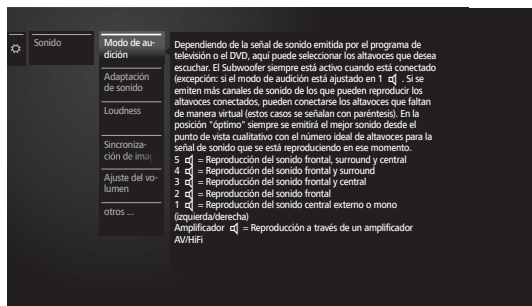 Sonido
Modo de au-
dición
Adaptación
de sonido
Loudness
Sincroniza-
ción de imag
Ajuste del vo-
lumen
otros ...
Dependiendo de la señal de sonido emitida por el programa de
televisión o el DVD, aquí puede seleccionar los altavoces que desea
escuchar. El Subwoofer siempre está activo cuando está conectado
(excepción: si el modo de audición está ajustado en 1 . Si se
emiten más canales de sonido de los que pueden reproducir los
altavoces conectados, pueden conectarse los altavoces que faltan
de manera virtual (estos casos se señalan con paréntesis). En la
posición "óptimo" siempre se emitirá el mejor sonido desde el
punto de vista cualitativo con el número ideal de altavoces para la
señal de sonido que se está reproduciendo en ese momento.
5 = Reproducción del sonido frontal, surround y central
4 = Reproducción del sonido frontal y surround
3 = Reproducción del sonido frontal y central
2 = Reproducción del sonido frontal
1 = Reproducción del sonido central externo o mono
(izquierda/derecha)
Amplificador = Reproducción a través de un amplificador
AV/HiFi